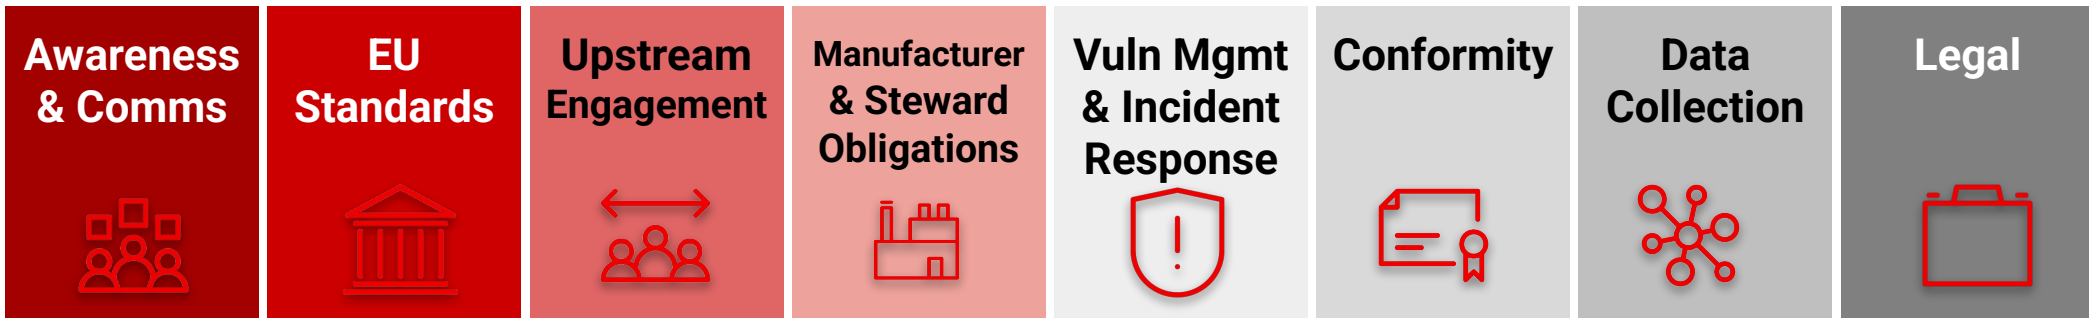 Awareness
& Comms
EU
Standards
Upstream
Engagement
Manufacturer
& Steward
Obligations
Vuln Mgmt
& Incident
Response
Conformity
Data
Collection
Legal